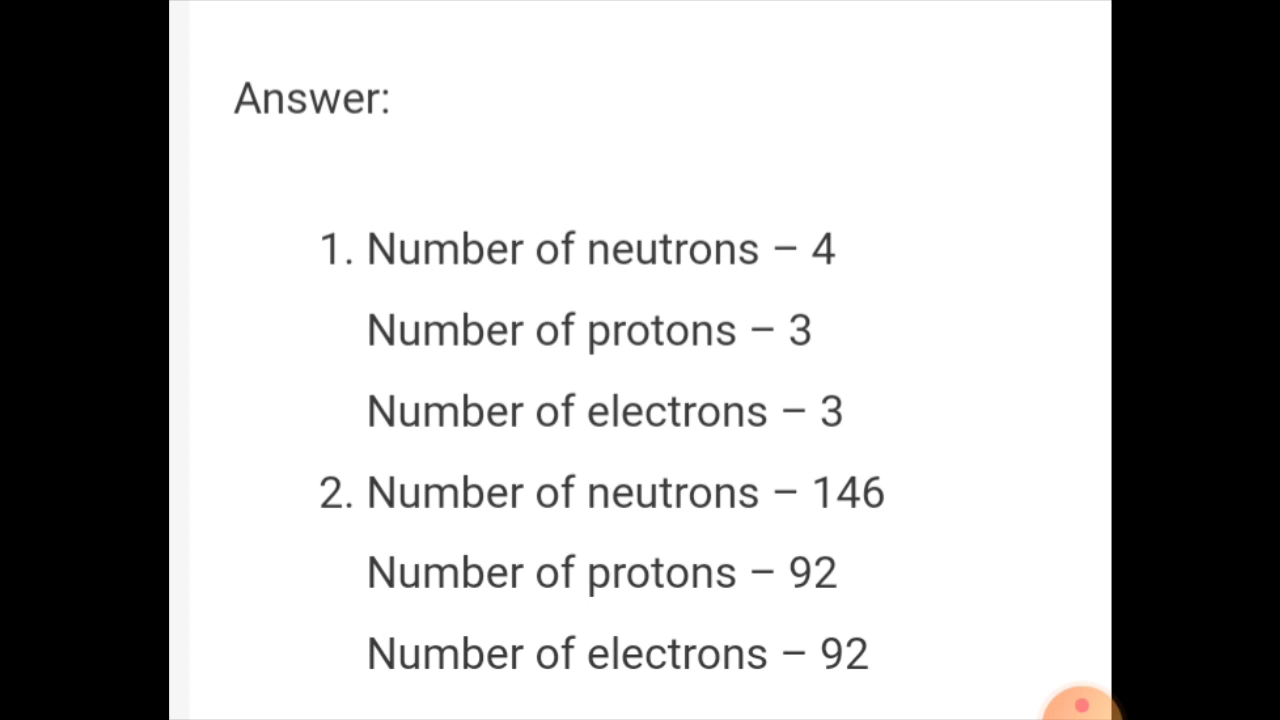 Answer:
1. Number of neutrons – 4
Number of protons – 3
Number of electrons – 3
2. Number of neutrons – 146
Number of protons – 92
Number of electrons – 92